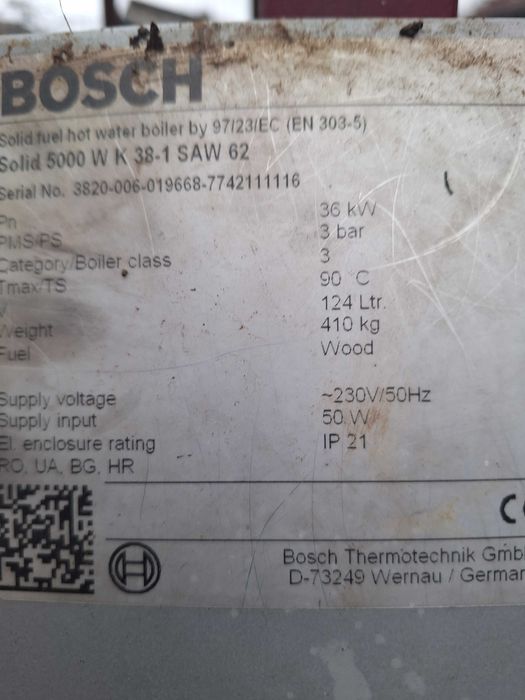 BOSCH
Solid fuel hot water boiler by 97/23/EC (EN 303-5)
Solid 5000 W K 38-1 SAW 62
Serial No. 3820-006-019668-7742111116
Pn 36 kW
PMS/PS 3 bar
Category/Boiler class 3
Tmax/TS 90 °C
V 124 Ltr.
Weight 410 kg
Fuel Wood
Supply voltage ~230V/50Hz
Supply input 50 W
El. enclosure rating IP 21
RO, UA, BG, HR
CE
Bosch Thermotechnik GmbH
D-73249 Wernau / German